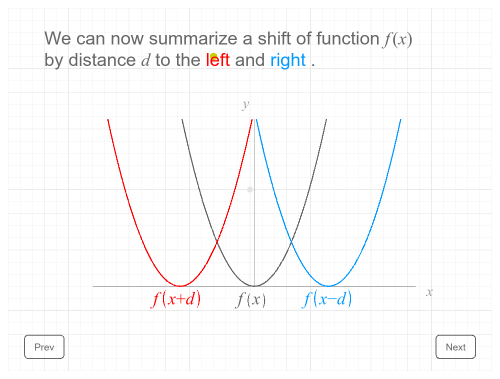 We can now summarize a shift of function f(x)
by distance d to the left and right .
y
x
f(x+d) f(x) f(x−d)
Prev Next